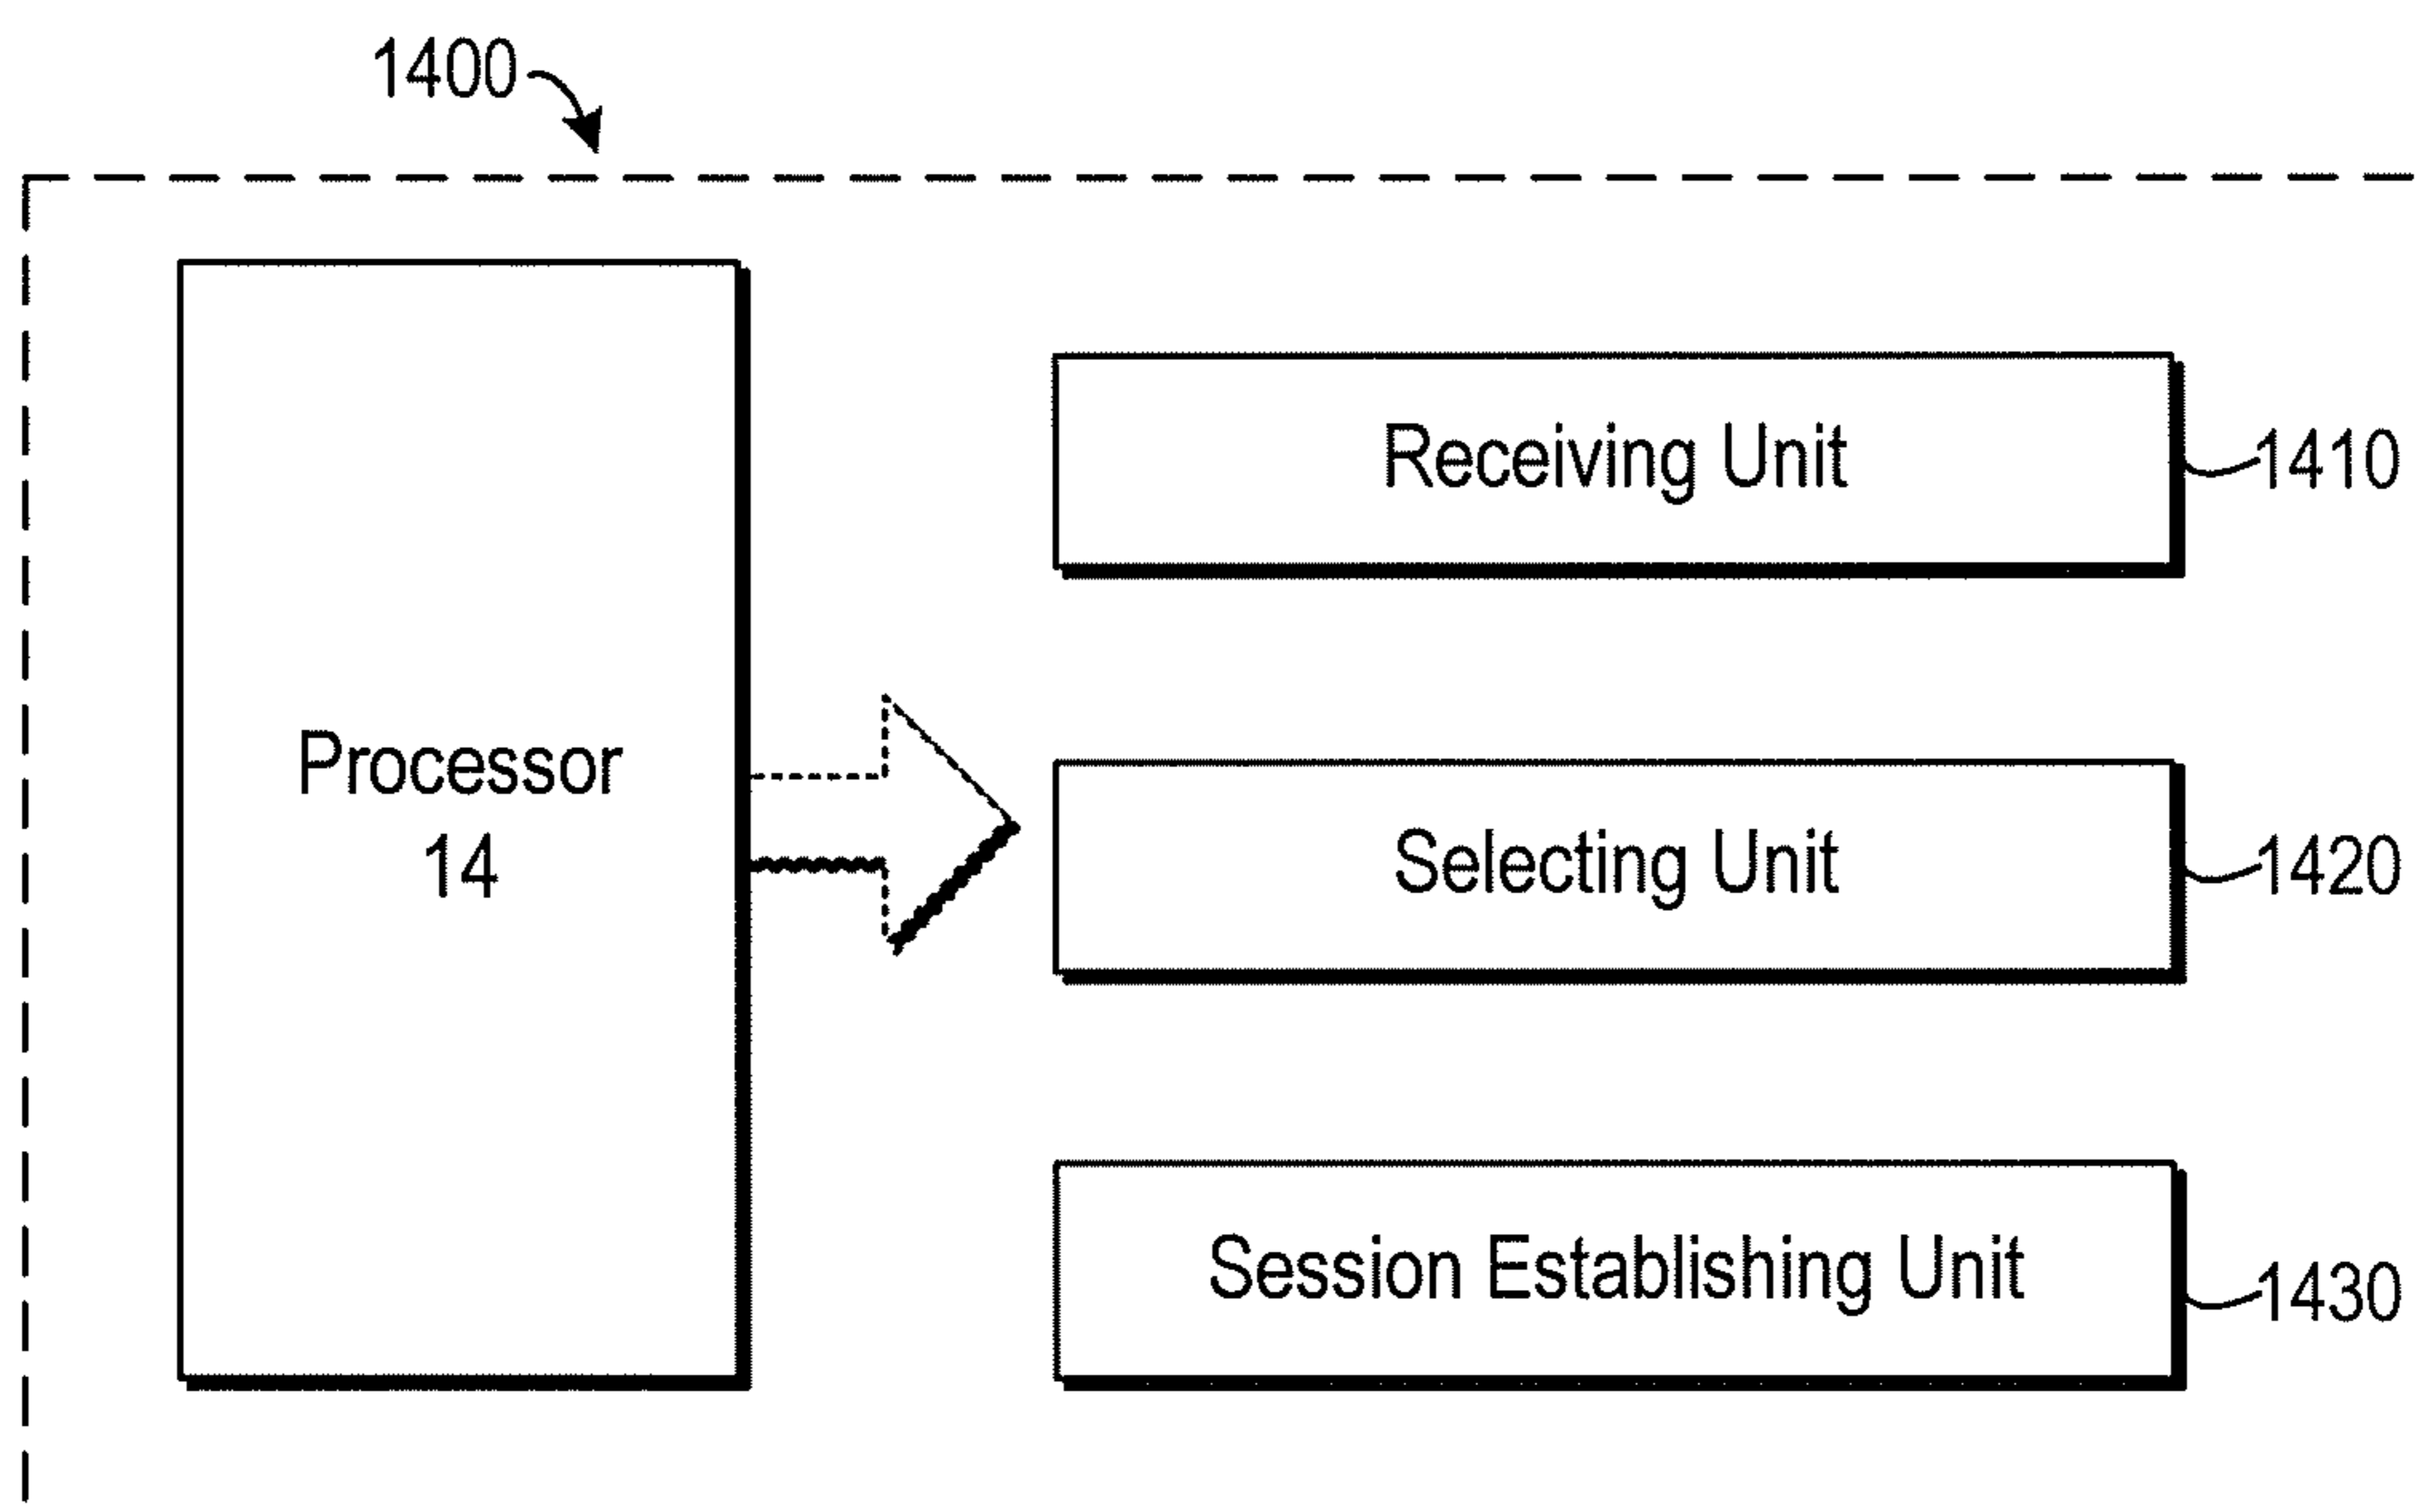 1400
Processor
14
Receiving Unit
1410
Selecting Unit
1420
Session Establishing Unit
1430